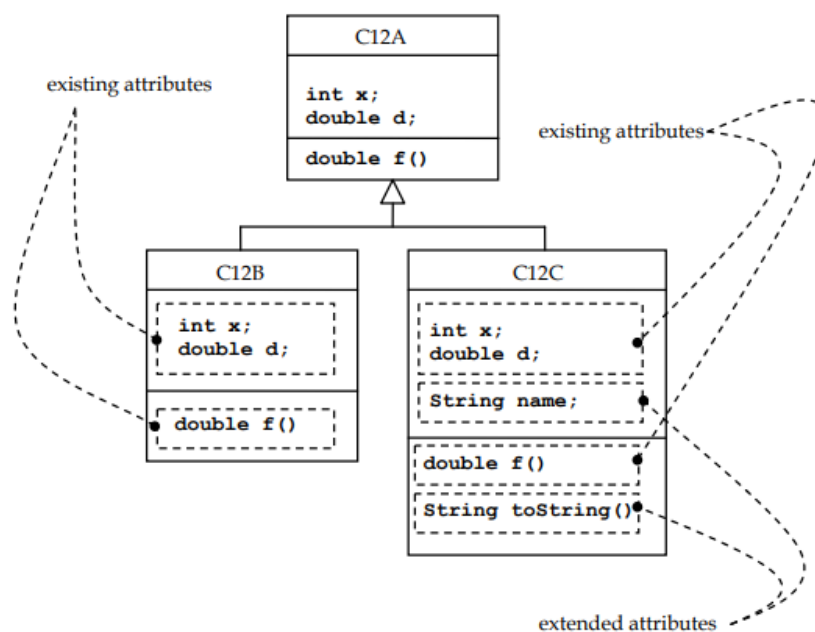 C12A
existing attributes
int x;
double d;
existing attributes
double f()
C12B
C12C
int x;
double d;
int x;
double d;
String name;
double f()
double f()
String toString()
extended attributes